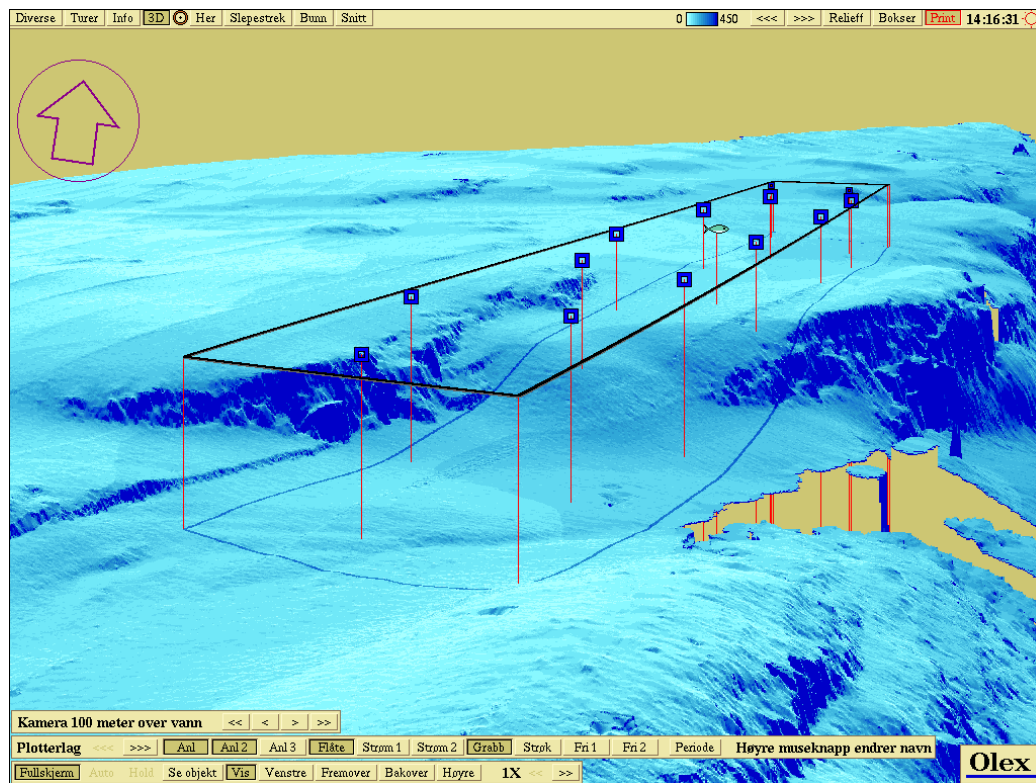 Diverse Turer Info 3D Her Slepestrek Bunn Snitt 0 450 <<< >>> Relieff Bokser Print 14:16:31
Kamera 100 meter over vann << < > >>
Plotterlag <<< >>> Anl Anl 2 Anl 3 Flåte Strøm 1 Strøm 2 Grabb Strøk Fri 1 Fri 2 Periode Høyre museknapp endrer navn
Fullskjerm Auto Hold Se objekt Vis Venstre Fremover Bakover Høyre 1X << >>
Olex